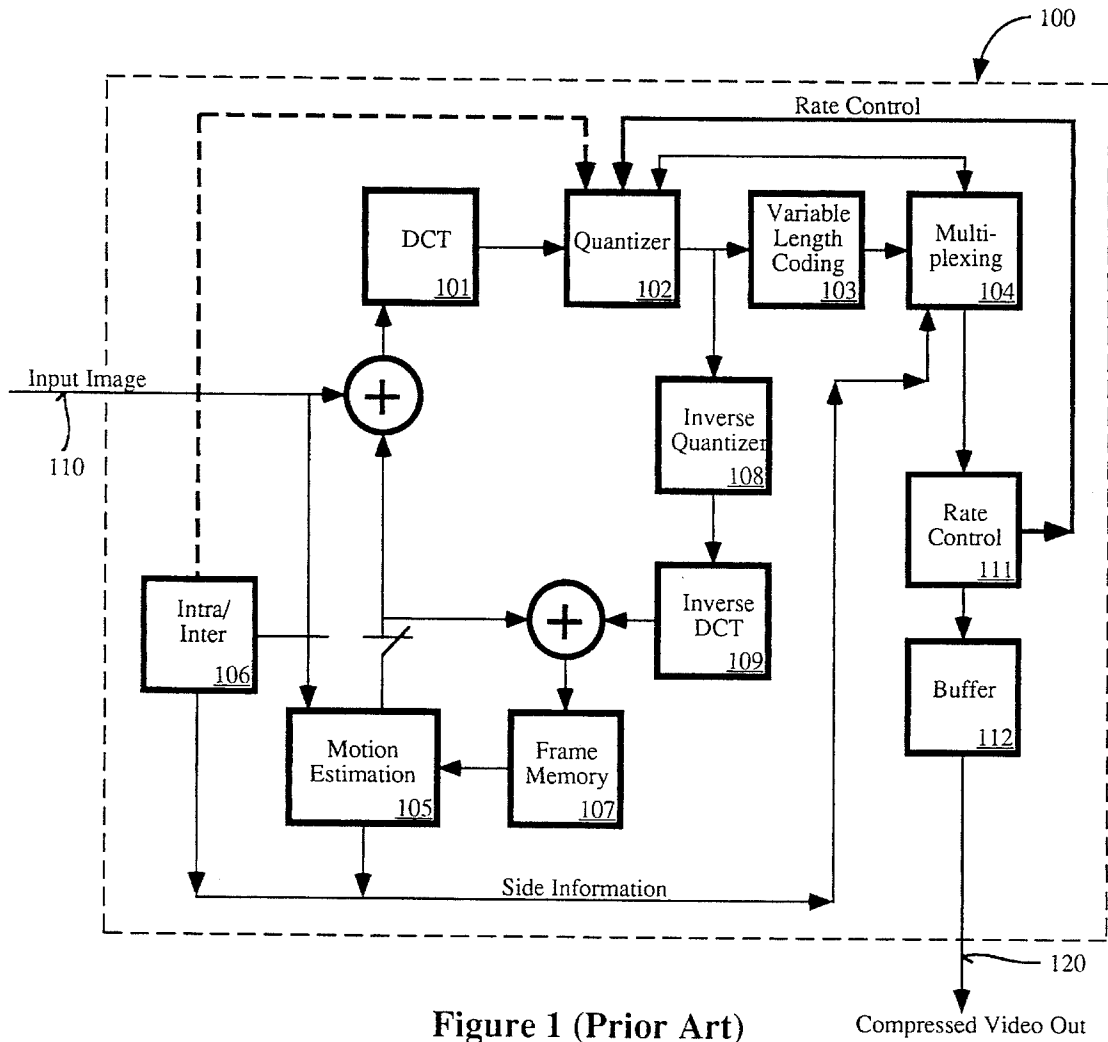 100
Rate Control
DCT
101
Quantizer
102
Variable
Length
Coding
103
Multi-
plexing
104
Input Image
110
Inverse
Quantizer
108
Rate
Control
111
Intra/
Inter
106
Inverse
DCT
109
Buffer
112
Motion
Estimation
105
Frame
Memory
107
Side Information
120
Figure 1 (Prior Art)
Compressed Video Out